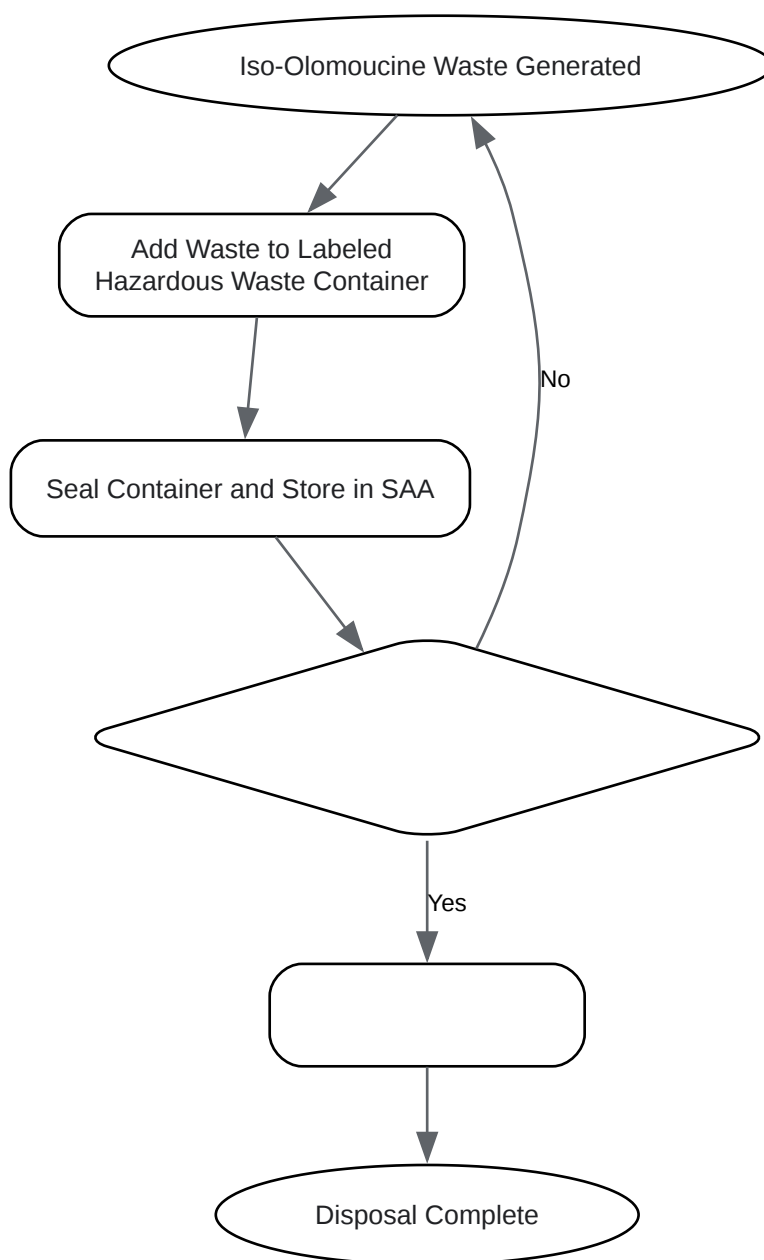 Iso-Olomoucine Waste Generated
Add Waste to Labeled
Hazardous Waste Container
No
Seal Container and Store in SAA
Yes
Disposal Complete